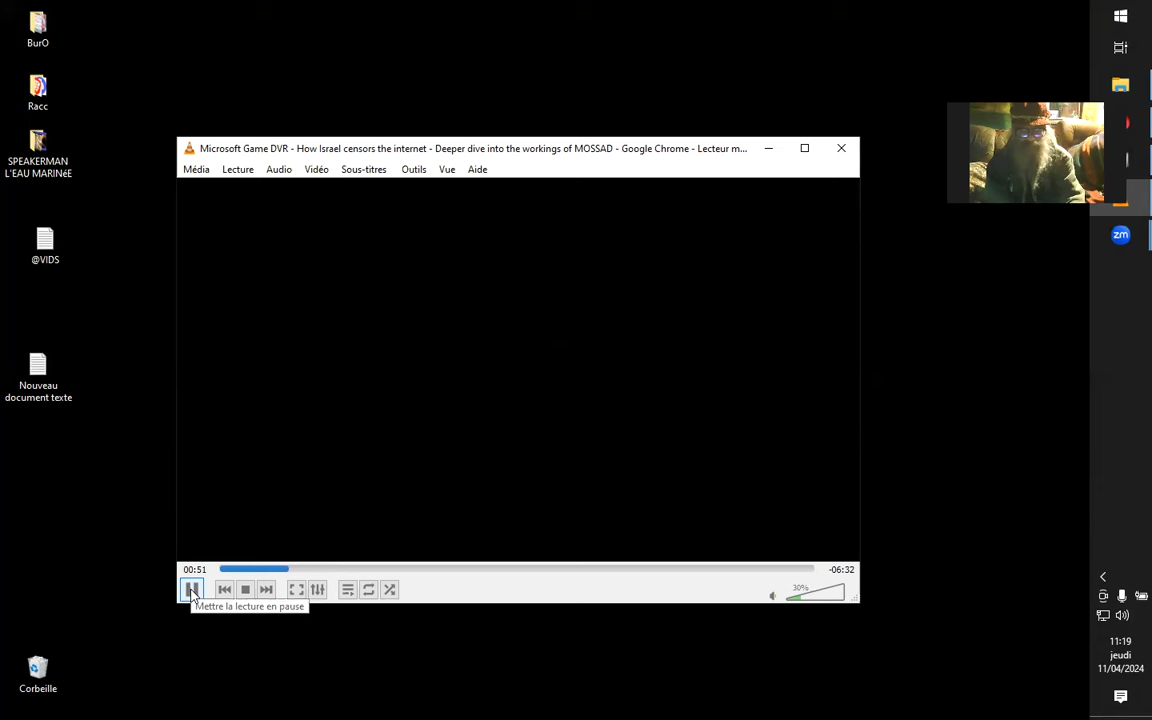 BurO
Racc
SPEAKERMAN
L'EAU MARINéE
@VIDS
Nouveau
document texte
Corbeille
Microsoft Game DVR - How Israel censors the internet - Deeper dive into the workings of MOSSAD - Google Chrome - Lecteur m...
Média Lecture Audio Vidéo Sous-titres Outils Vue Aide
00:51 -06:32
30%
Mettre la lecture en pause
zm
11:19
jeudi
11/04/2024